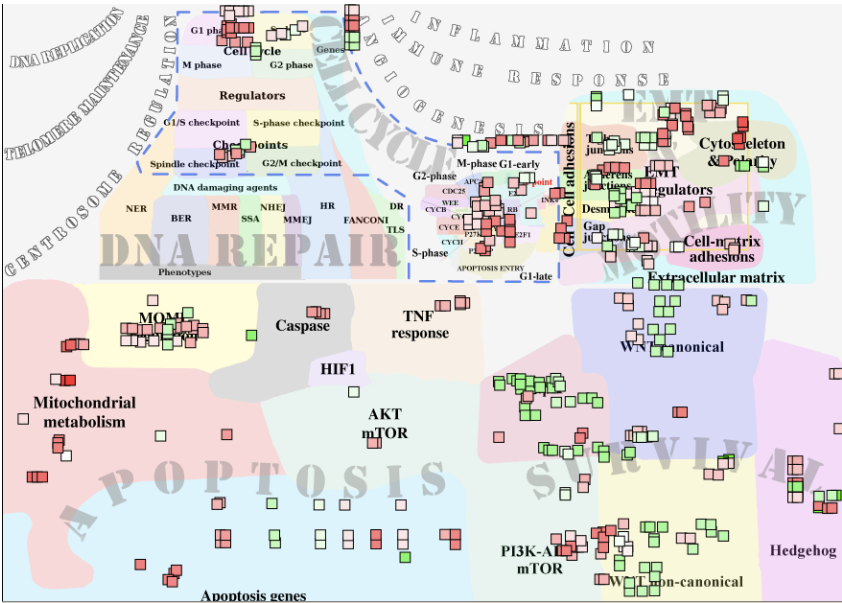 DNA REPLICATION
TELOMERE MAINTENANCE
CENTROSOME REGULATION
CELL CYCLE
ANGIOGENESIS
IMMUNE RESPONSE
INFLAMMATION
EMT
MOTILITY
G1
Cell Cycle
Genes
M phase
G2 phase
Regulators
G1/S checkpoint
S-phase checkpoint
Spindle checkpoint
G2/M checkpoint
DNA damaging agents
NER
BER
MMR
SSA
NHEJ
MMEJ
HR
FANCONI
DR
TLS
DNA REPAIR
Phenotypes
M-phase
G1-early
G2-phase
CDC25
WEE
CYCB
CYCE
CYCH
RB
E2F1
S-phase
APOPTOSIS ENTRY
G1-late
Cell adhesions
Cytoskeleton
& Polarity
EMT
regulators
Gap
Cell-matrix
adhesions
Extracellular matrix
Caspase
TNF
response
HIF1
AKT
mTOR
Mitochondrial
metabolism
WNT canonical
APOPTOSIS
SURVIVAL
PI3K-A
mTOR
WNT non-canonical
Hedgehog
Apoptosis genes